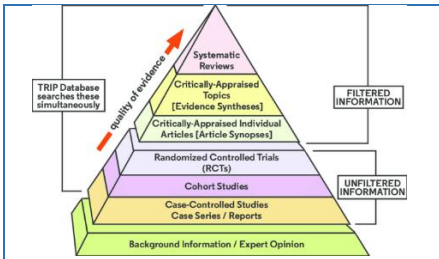 Systematic
Reviews
Critically-Appraised
Topics
[Evidence Syntheses]
Critically-Appraised Individual
Articles [Article Synopses]
Randomized Controlled Trials
(RCTs)
Cohort Studies
Case-Controlled Studies
Case Series / Reports
Background Information / Expert Opinion
TRIP Database
searches these
simultaneously
quality of evidence
FILTERED
INFORMATION
UNFILTERED
INFORMATION